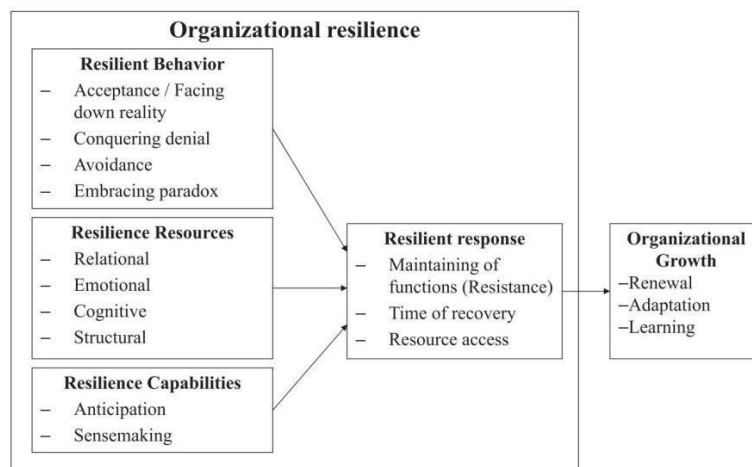 Organizational resilience
Resilient Behavior
– Acceptance / Facing
down reality
– Conquering denial
– Avoidance
– Embracing paradox
Resilience Resources
– Relational
– Emotional
– Cognitive
– Structural
Resilience Capabilities
– Anticipation
– Sensemaking
Resilient response
– Maintaining of
functions (Resistance)
– Time of recovery
– Resource access
Organizational
Growth
–Renewal
–Adaptation
–Learning